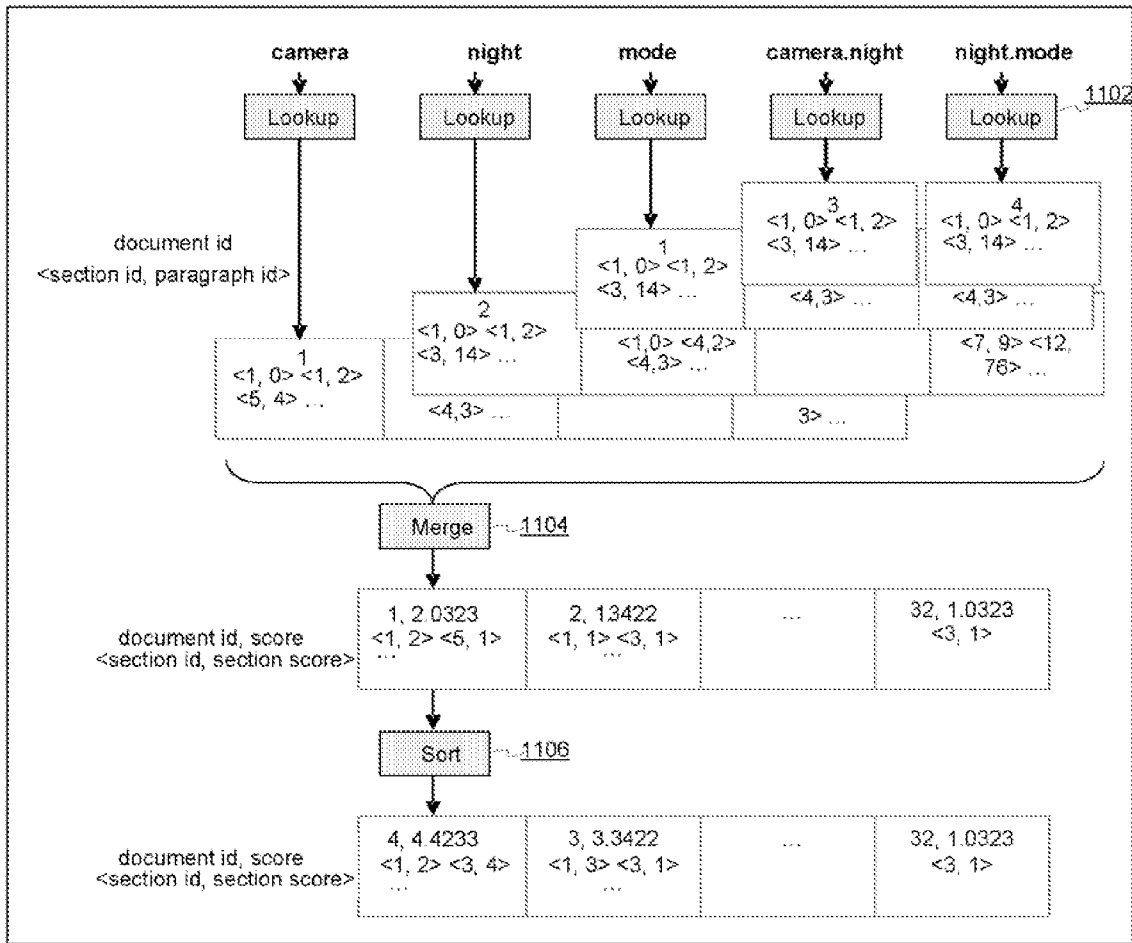 camera night mode camera.night night.mode
Lookup Lookup Lookup Lookup Lookup 1102
3 4
<1, 0> <1, 2> <1, 0> <1, 2>
<3, 14> ... <3, 14> ...
document id
<section id, paragraph id>
1
<1, 0> <1, 2>
<3, 14> ...
<4,3> ... <4,3> ...
2
<1, 0> <1, 2>
<3, 14> ...
<1,0> <4,2>
<4,3> ...
<7, 9> <12,
76> ...
1
<1, 0> <1, 2>
<5, 4> ...
<4,3> ... 3> ...
Merge 1104
document id, score
<section id, section score>
1, 2.0323 2, 1.3422 ... 32, 1.0323
<1, 2> <5, 1> <1, 1> <3, 1> <3, 1>
... ...
Sort 1106
document id, score
<section id, section score>
4, 4.4233 3, 3.3422 ... 32, 1.0323
<1, 2> <3, 4> <1, 3> <3, 1> <3, 1>
... ...